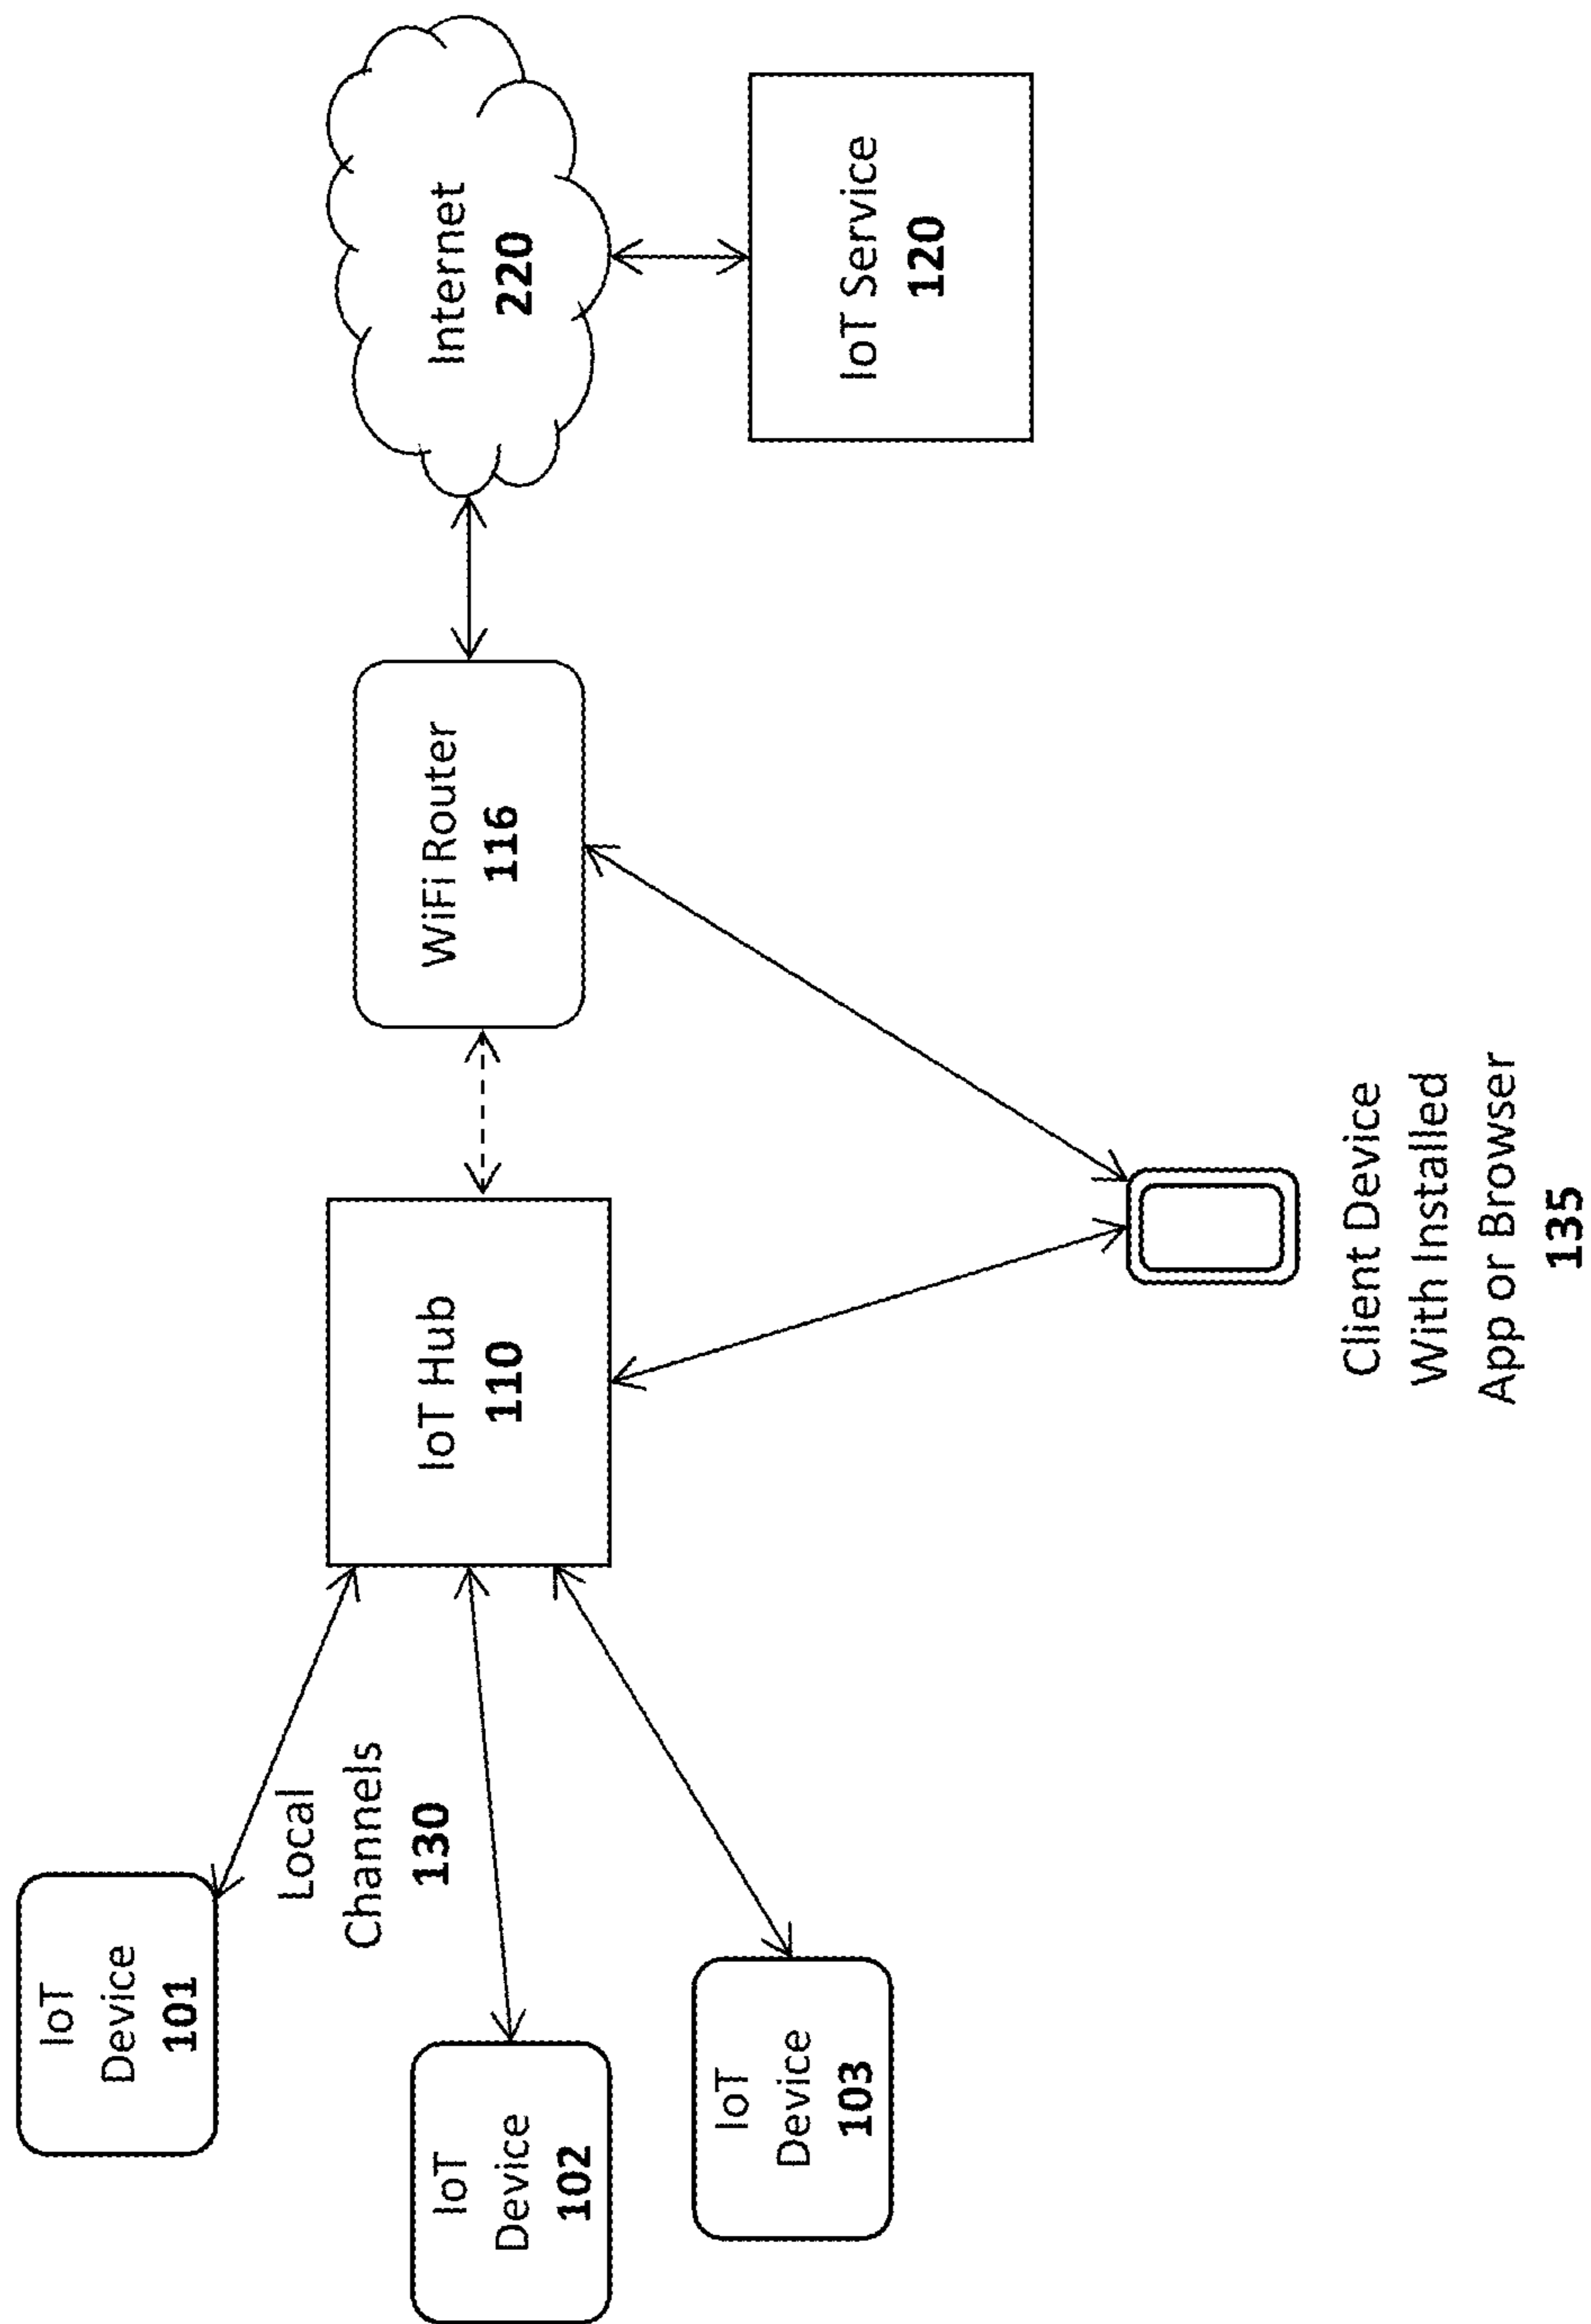 IoT
Device
101
IoT
Device
102
IoT
Device
103
Local
Channels
130
IoT Hub
110
WiFi Router
116
Internet
220
IoT Service
120
Client Device
With Installed
App or Browser
135